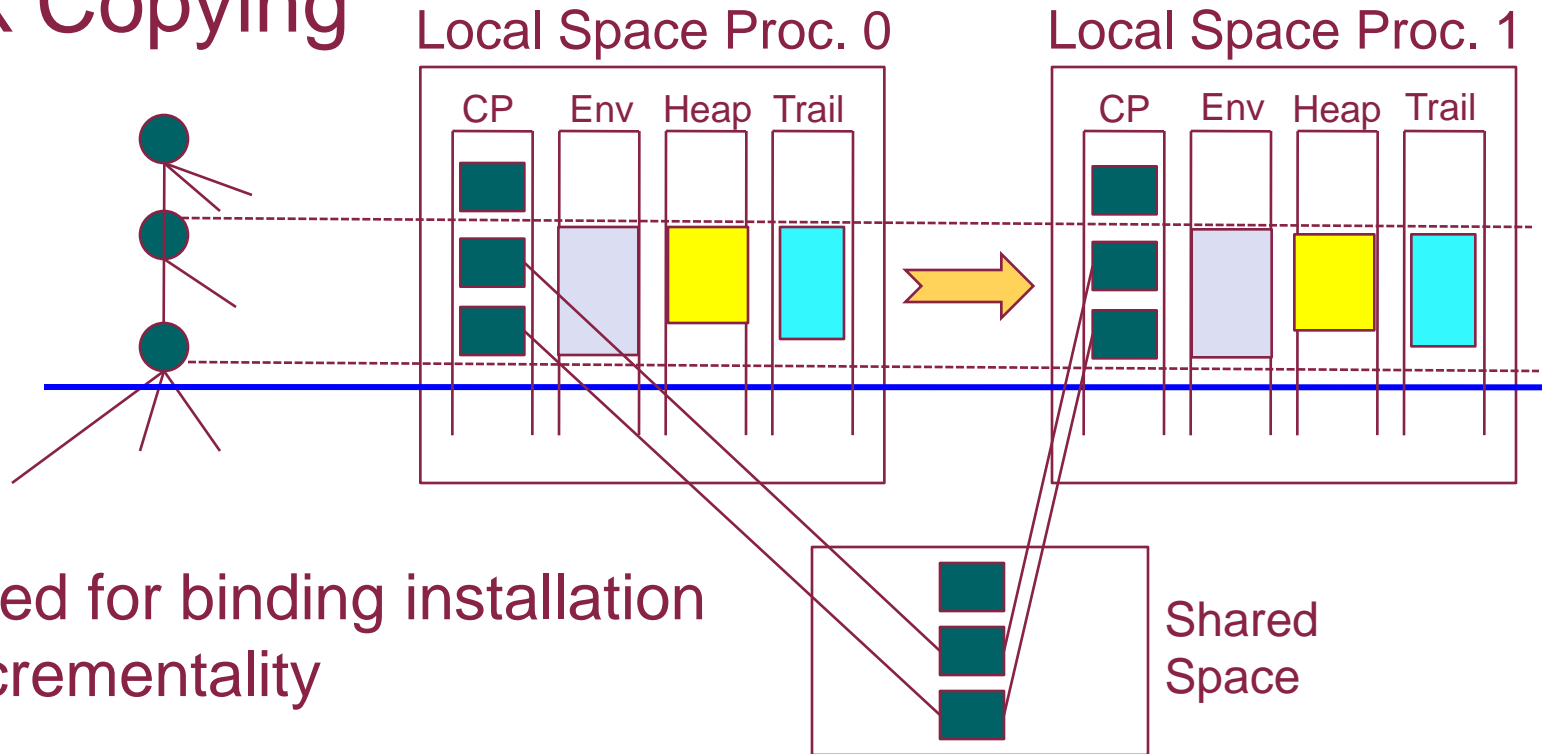 Copying
Local Space Proc. 0
Local Space Proc. 1
CP Env Heap Trail
CP Env Heap Trail
ed for binding installation
crementality
Shared
Space